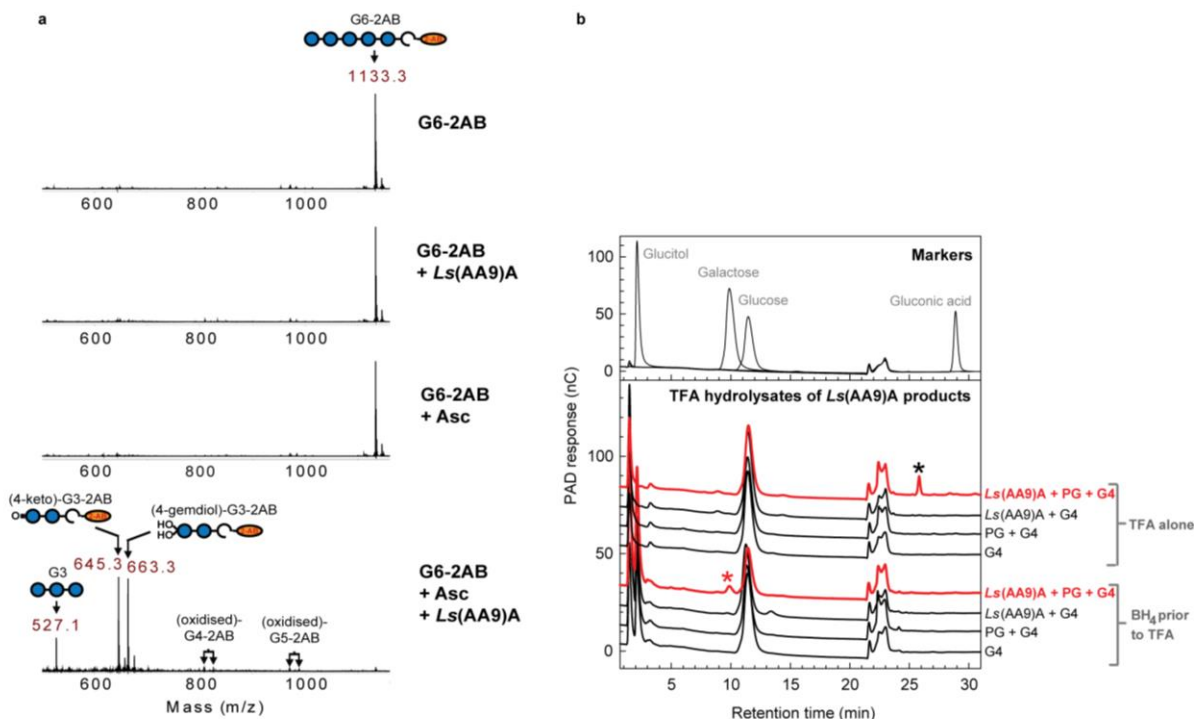 a
G6-2AB
2AB
1133.3
G6-2AB
600 800 1000
G6-2AB
+ Ls(AA9)A
600 800 1000
G6-2AB
+ Asc
600 800 1000
(4-keto)-G3-2AB
O 2AB
(4-gemdiol)-G3-2AB
HO
HO 2AB
645.3 663.3
G3
527.1
(oxidised)-
G4-2AB
(oxidised)-
G5-2AB
G6-2AB
+ Asc
+ Ls(AA9)A
600 800 1000
Mass (m/z)
b
Markers
Glucitol
Galactose
Glucose
Gluconic acid
100
50
0
TFA hydrolysates of Ls(AA9)A products
PAD response (nC)
100
50
0
*
Ls(AA9)A + PG + G4
Ls(AA9)A + G4
PG + G4
G4
TFA alone
*
Ls(AA9)A + PG + G4
Ls(AA9)A + G4
PG + G4
G4
BH4 prior
to TFA
5 10 15 20 25 30
Retention time (min)